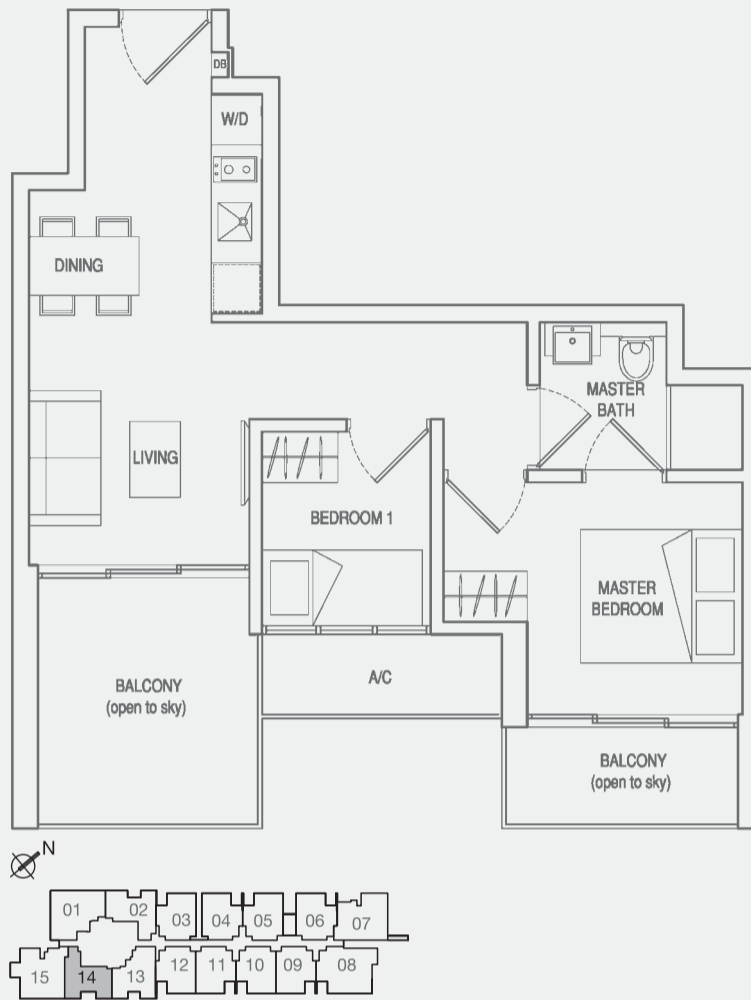 DB
W/D
DINING
MASTER
BATH
LIVING
BEDROOM 1
MASTER
BEDROOM
A/C
BALCONY
(open to sky)
BALCONY
(open to sky)
N
01 02 03 04 05 06 07
15 14 13 12 11 10 09 08